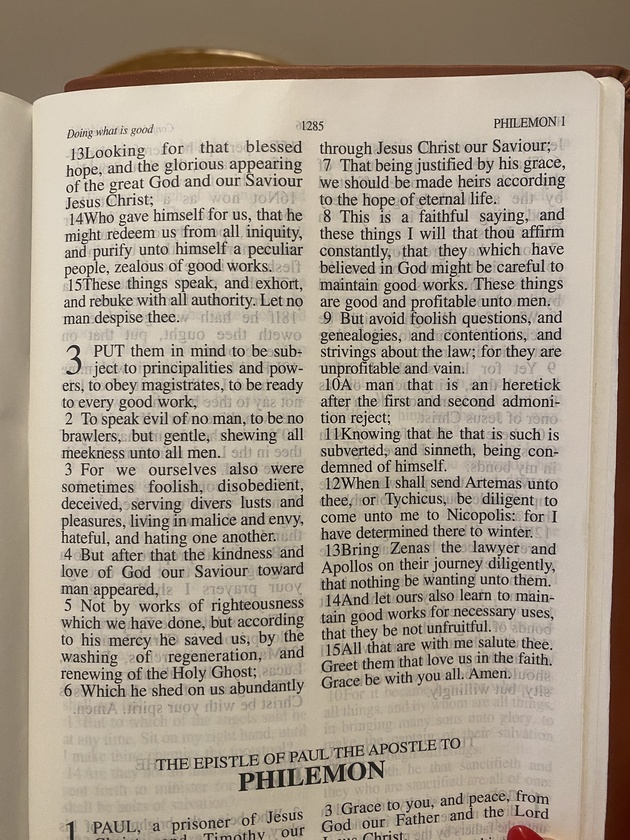 Doing what is good
1285
PHILEMON 1
13Looking for that blessed
hope, and the glorious appearing
of the great God and our Saviour
Jesus Christ;
14Who gave himself for us, that he
might redeem us from all iniquity,
and purify unto himself a peculiar
people, zealous of good works.
15These things speak, and exhort,
and rebuke with all authority. Let no
man despise thee.
3 PUT them in mind to be sub-
ject to principalities and pow-
ers, to obey magistrates, to be ready
to every good work,
2 To speak evil of no man, to be no
brawlers, but gentle, shewing all
meekness unto all men.
3 For we ourselves also were
sometimes foolish, disobedient,
deceived, serving divers lusts and
pleasures, living in malice and envy,
hateful, and hating one another.
4 But after that the kindness and
love of God our Saviour toward
man appeared,
5 Not by works of righteousness
which we have done, but according
to his mercy he saved us, by the
washing of regeneration, and
renewing of the Holy Ghost;
6 Which he shed on us abundantly
through Jesus Christ our Saviour;
7 That being justified by his grace,
we should be made heirs according
to the hope of eternal life.
8 This is a faithful saying, and
these things I will that thou affirm
constantly, that they which have
believed in God might be careful to
maintain good works. These things
are good and profitable unto men.
9 But avoid foolish questions, and
genealogies, and contentions, and
strivings about the law; for they are
unprofitable and vain.
10A man that is an heretick
after the first and second admoni-
tion reject;
11Knowing that he that is such is
subverted, and sinneth, being con-
demned of himself.
12When I shall send Artemas unto
thee, or Tychicus, be diligent to
come unto me to Nicopolis: for I
have determined there to winter.
13Bring Zenas the lawyer and
Apollos on their journey diligently,
that nothing be wanting unto them.
14And let ours also learn to main-
tain good works for necessary uses,
that they be not unfruitful.
15All that are with me salute thee.
Greet them that love us in the faith.
Grace be with you all. Amen.
THE EPISTLE OF PAUL THE APOSTLE TO
PHILEMON
1 PAUL, a prisoner of Jesus
Christ, and Timothy our
3 Grace to you, and peace, from
God our Father and the Lord
Jesus Christ.